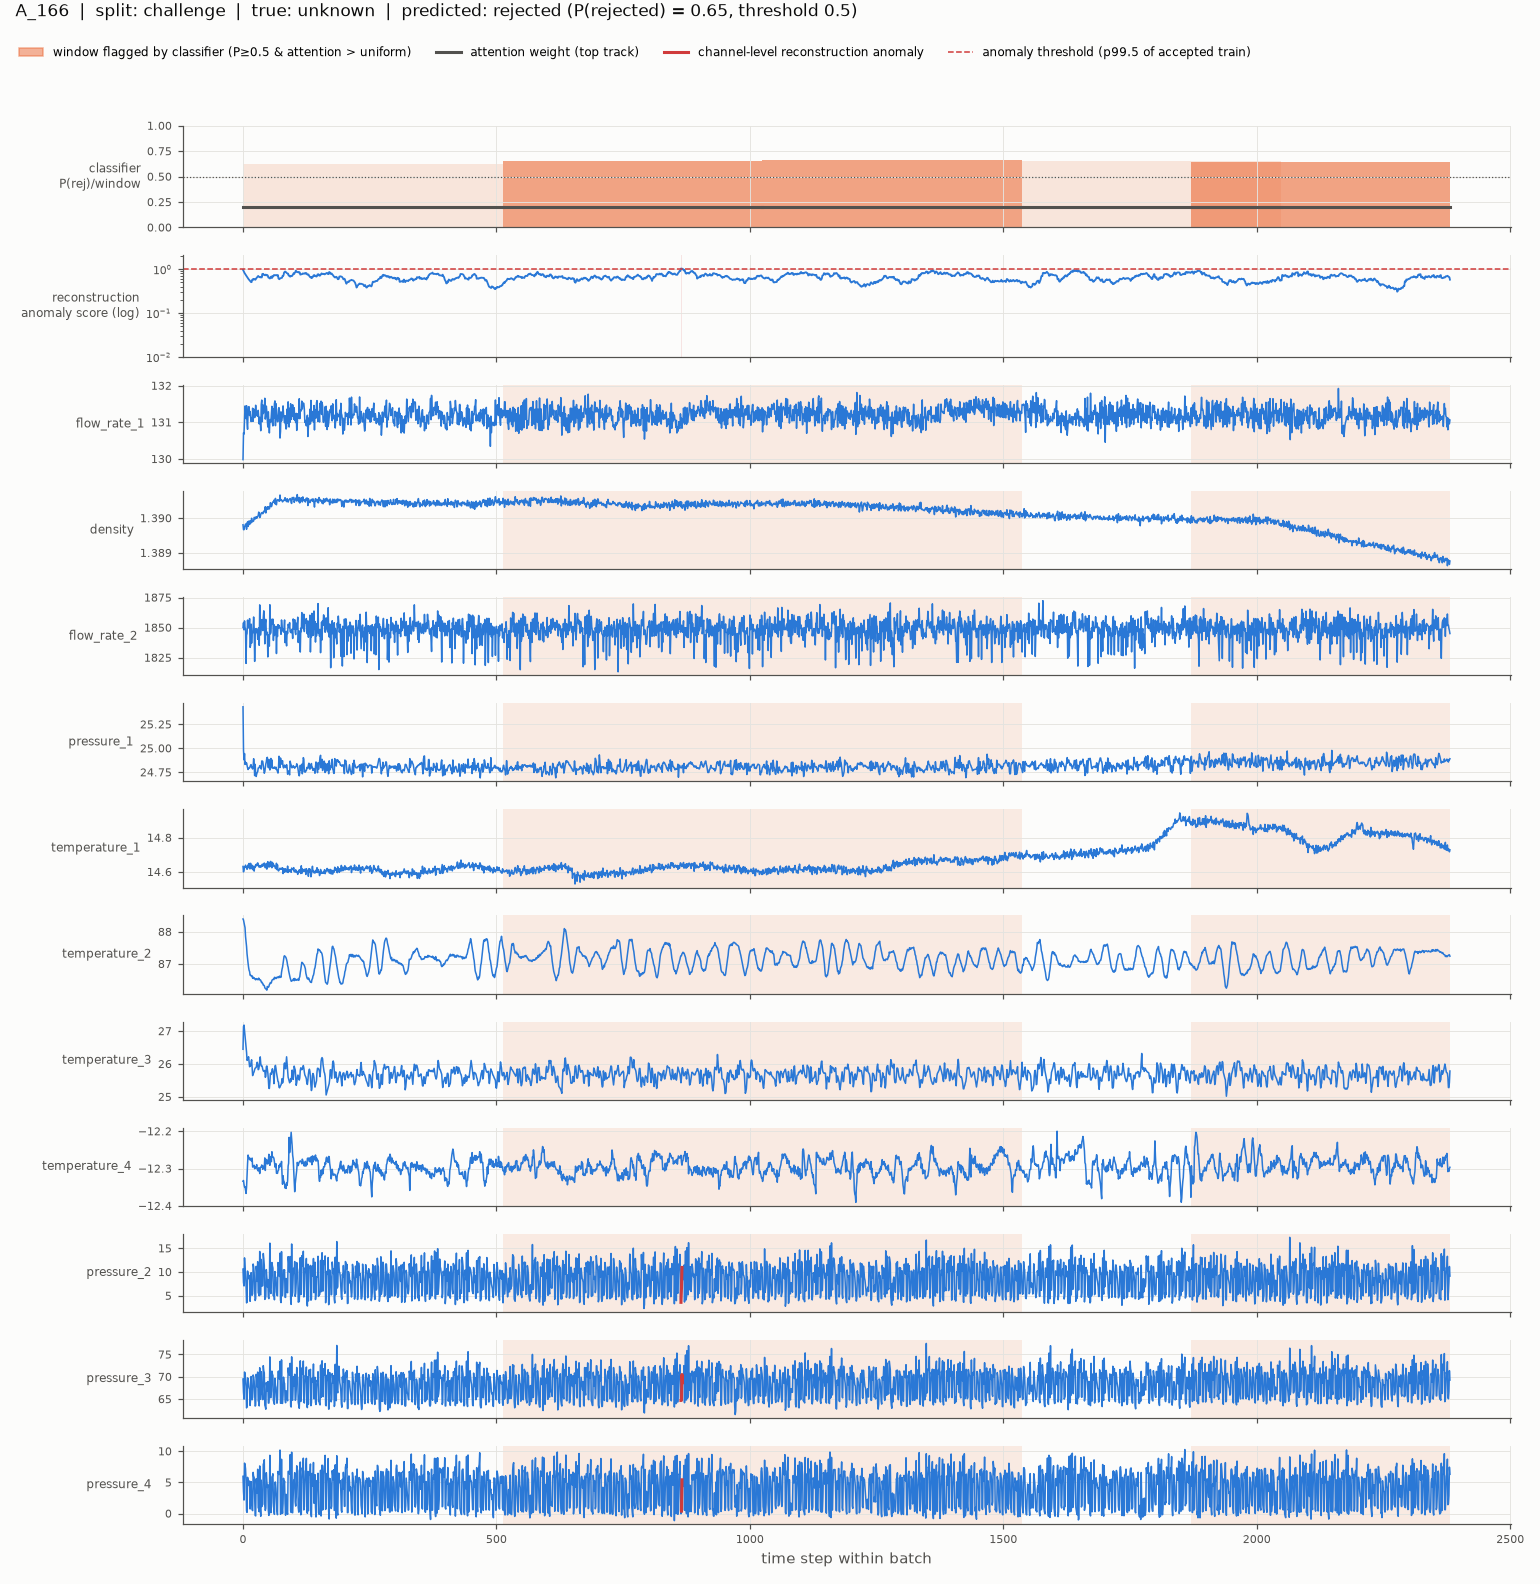 A_166 | split: challenge | true: unknown | predicted: rejected (P(rejected) = 0.65, threshold 0.5)
window flagged by classifier (P≥0.5 & attention > uniform) attention weight (top track) channel-level reconstruction anomaly anomaly threshold (p99.5 of accepted train)
1.00
0.75
0.50
0.25
0.00
classifier
P(rej)/window
10⁰
10⁻¹
10⁻²
reconstruction
anomaly score (log)
132
131
130
flow_rate_1
1.390
1.389
density
1875
1850
1825
flow_rate_2
25.25
25.00
24.75
pressure_1
14.8
14.6
temperature_1
88
87
temperature_2
27
26
25
temperature_3
−12.2
−12.3
−12.4
temperature_4
15
10
5
pressure_2
75
70
65
pressure_3
10
5
0
pressure_4
0 500 1000 1500 2000 2500
time step within batch